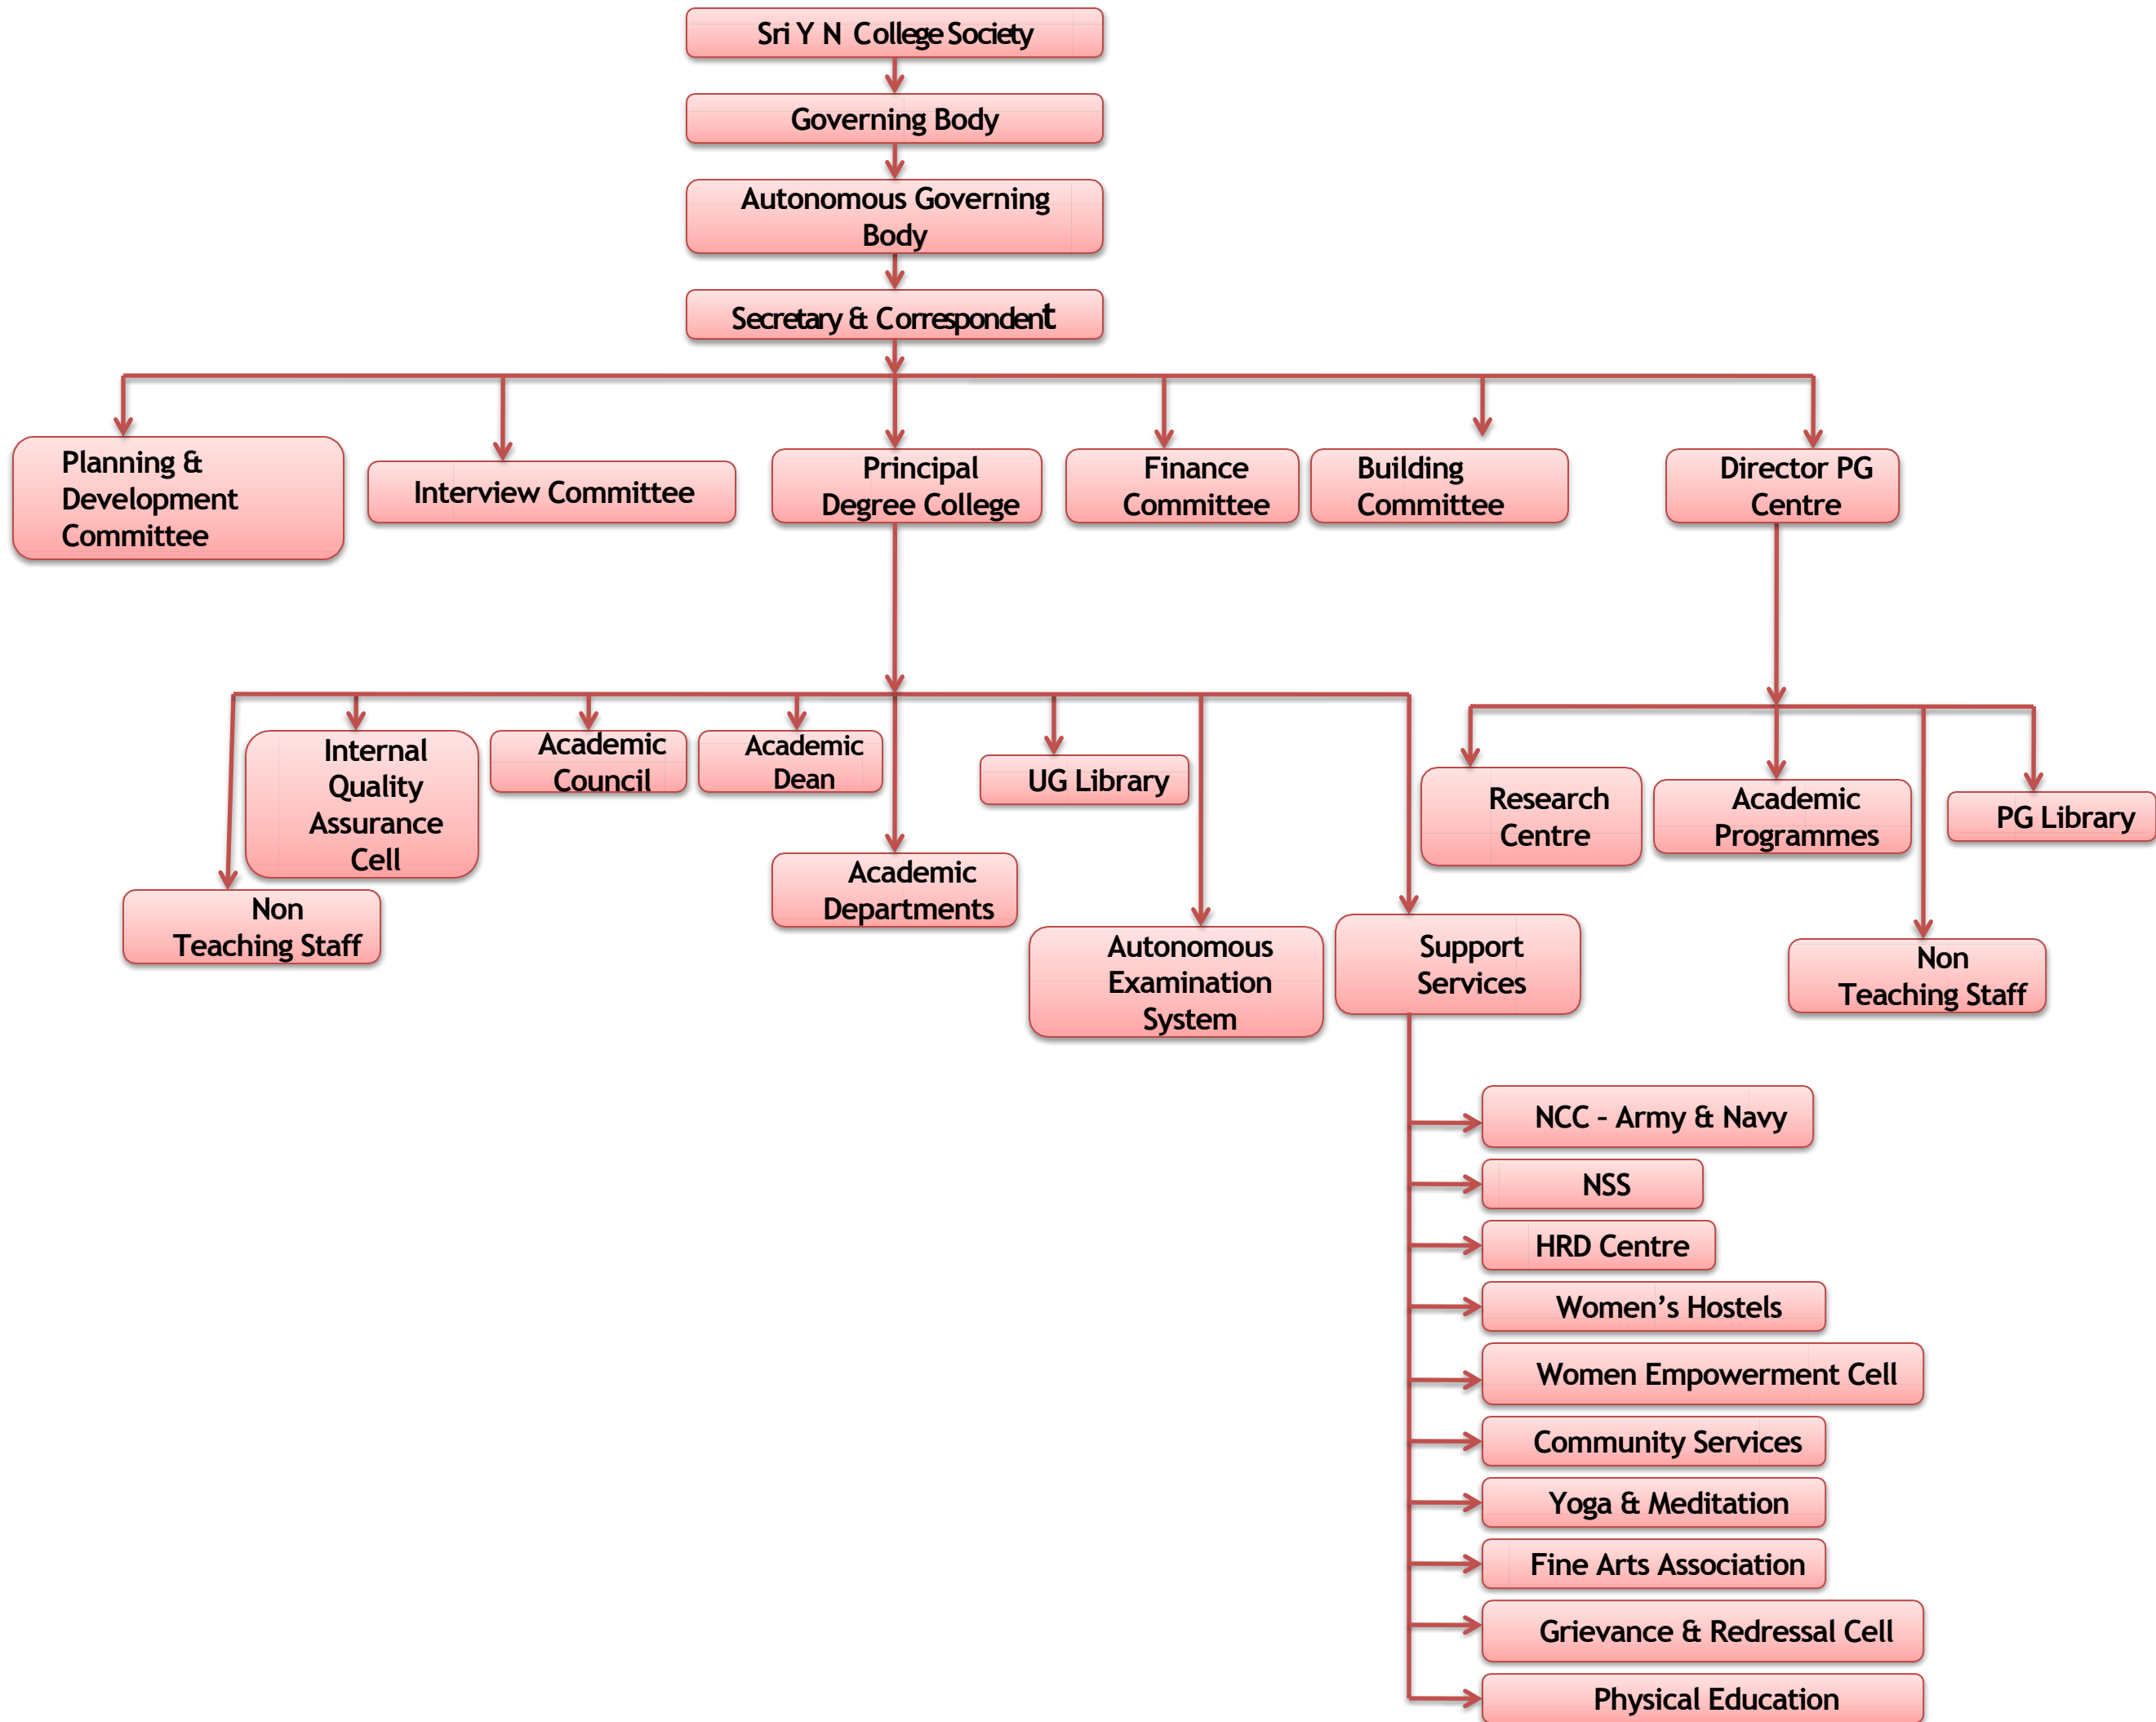 Sri Y N College Society
Governing Body
Autonomous Governing
Body
Secretary & Correspondent
Planning &
Development
Committee
Interview Committee
Principal
Degree College
Finance
Committee
Building
Committee
Director PG
Centre
Internal
Quality
Assurance
Cell
Academic
Council
Academic
Dean
UG Library
Research
Centre
Academic
Programmes
PG Library
Non
Teaching Staff
Academic
Departments
Autonomous
Examination
System
Support
Services
Non
Teaching Staff
NCC – Army & Navy
NSS
HRD Centre
Women’s Hostels
Women Empowerment Cell
Community Services
Yoga & Meditation
Fine Arts Association
Grievance & Redressal Cell
Physical Education